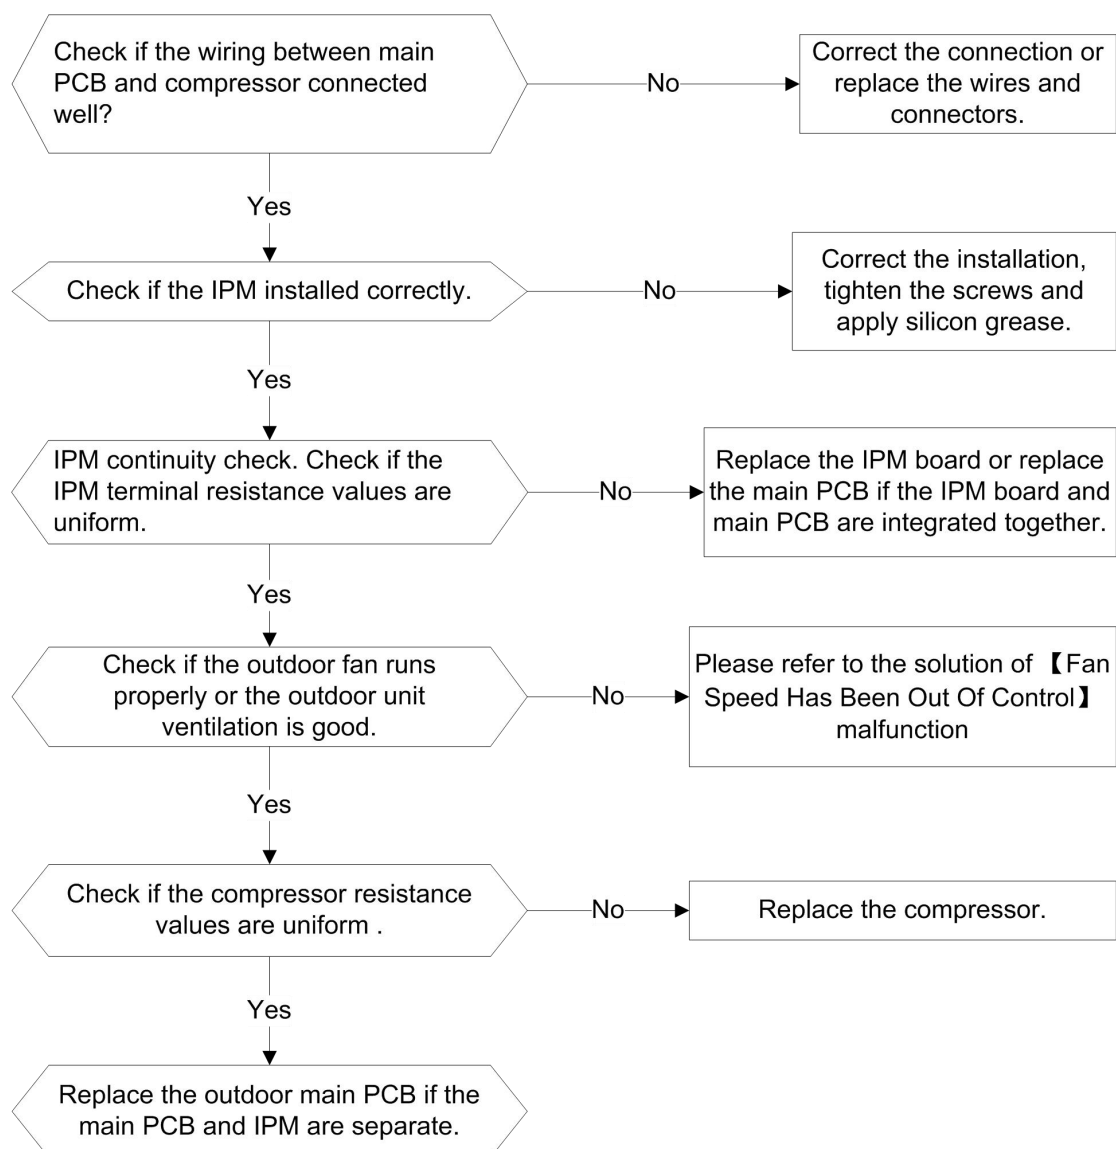 Check if the wiring between main
PCB and compressor connected
well?
No
Correct the connection or
replace the wires and
connectors.
Yes
Check if the IPM installed correctly.
No
Correct the installation,
tighten the screws and
apply silicon grease.
Yes
IPM continuity check. Check if the
IPM terminal resistance values are
uniform.
No
Replace the IPM board or replace
the main PCB if the IPM board and
main PCB are integrated together.
Yes
Check if the outdoor fan runs
properly or the outdoor unit
ventilation is good.
No
Please refer to the solution of 【Fan
Speed Has Been Out Of Control】
malfunction
Yes
Check if the compressor resistance
values are uniform .
No
Replace the compressor.
Yes
Replace the outdoor main PCB if the
main PCB and IPM are separate.